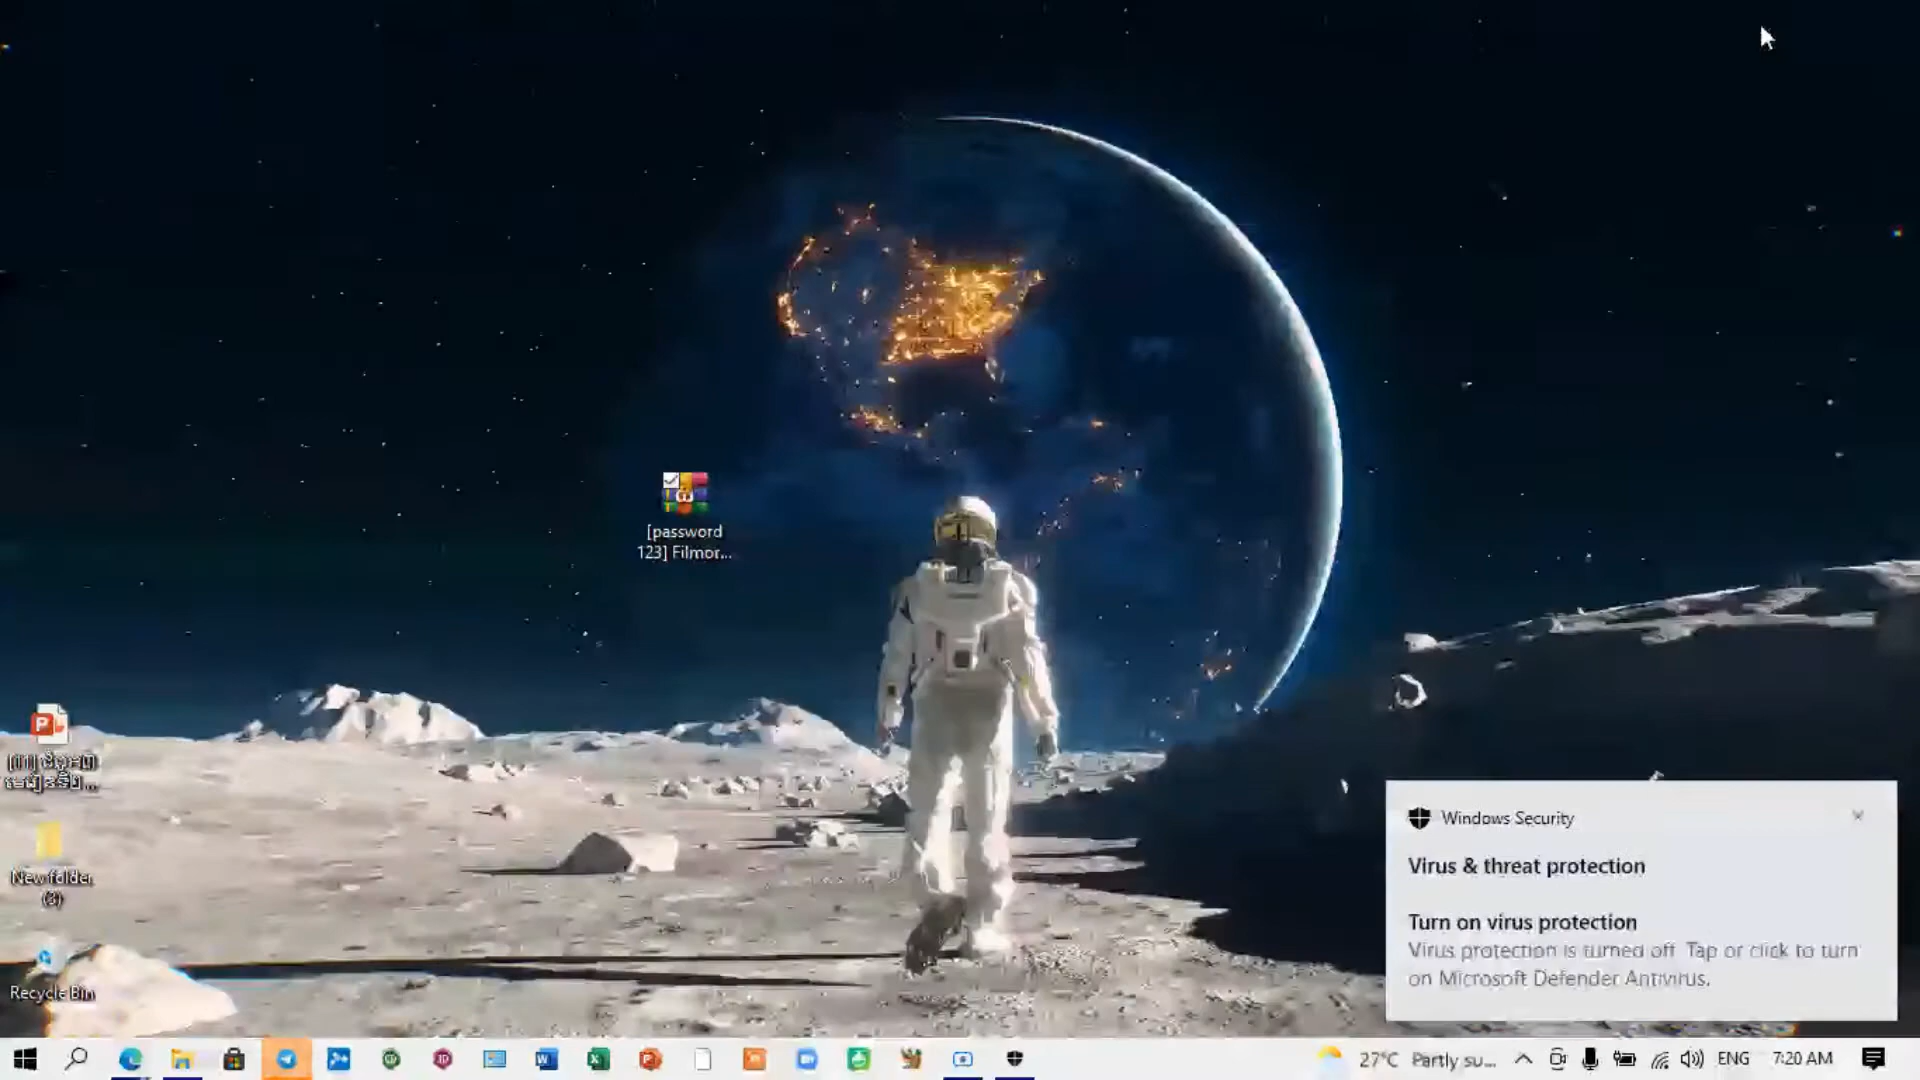 [password
123] Filmor...
New folder
(3)
Recycle Bin
Windows Security
Virus & threat protection
Turn on virus protection
Virus protection is turned off. Tap or click to turn
on Microsoft Defender Antivirus.
27°C Partly su... ENG 7:20 AM